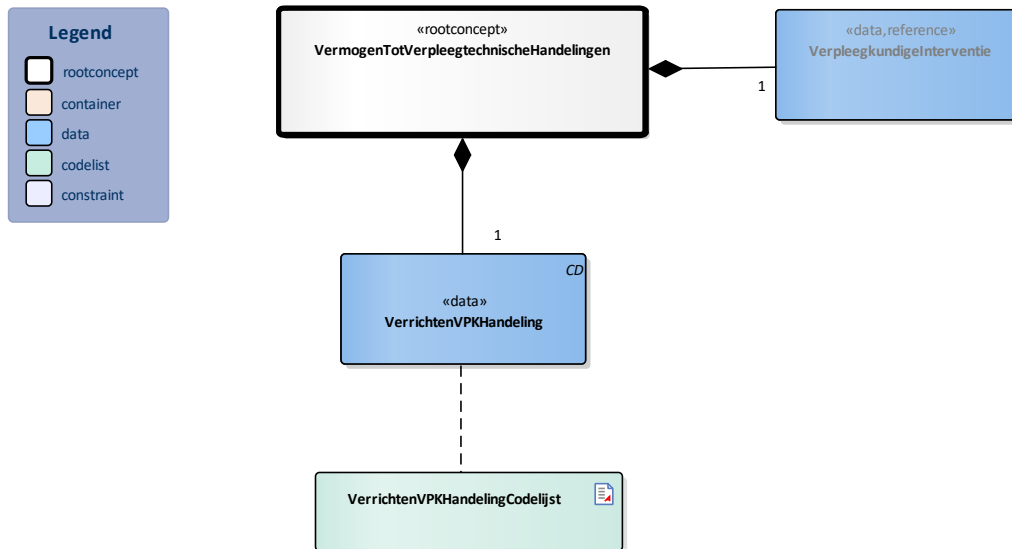 Legend
rootconcept
container
data
codelist
constraint
«rootconcept»
VermogenTotVerpleegtechnischeHandelingen
«data,reference»
VerpleegkundigeInterventie
1
1
CD
«data»
VerrichtenVPKHandeling
VerrichtenVPKHandelingCodelijst